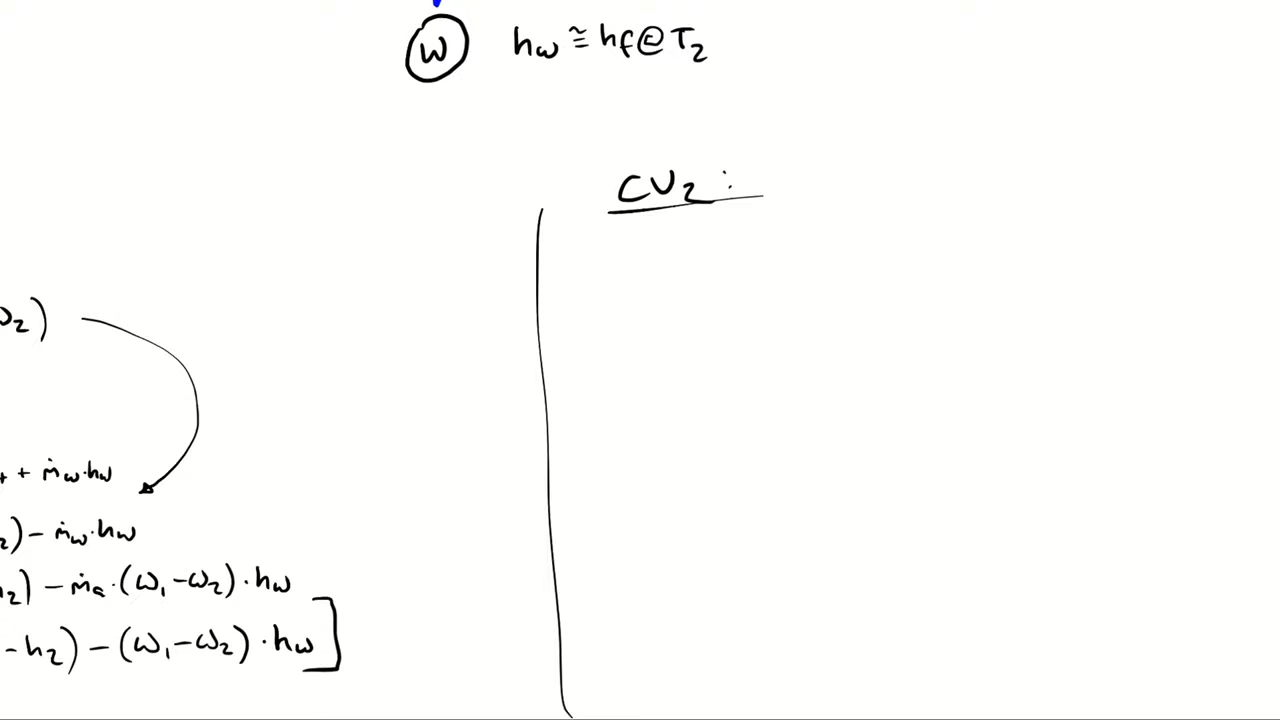 w hw ≅ hf@T2
CV2 :
ω2)
+ ṁw·hw
2) − ṁw·hw
h2) − ṁa·(ω1−ω2)·hw
−h2) − (ω1−ω2)·hw]